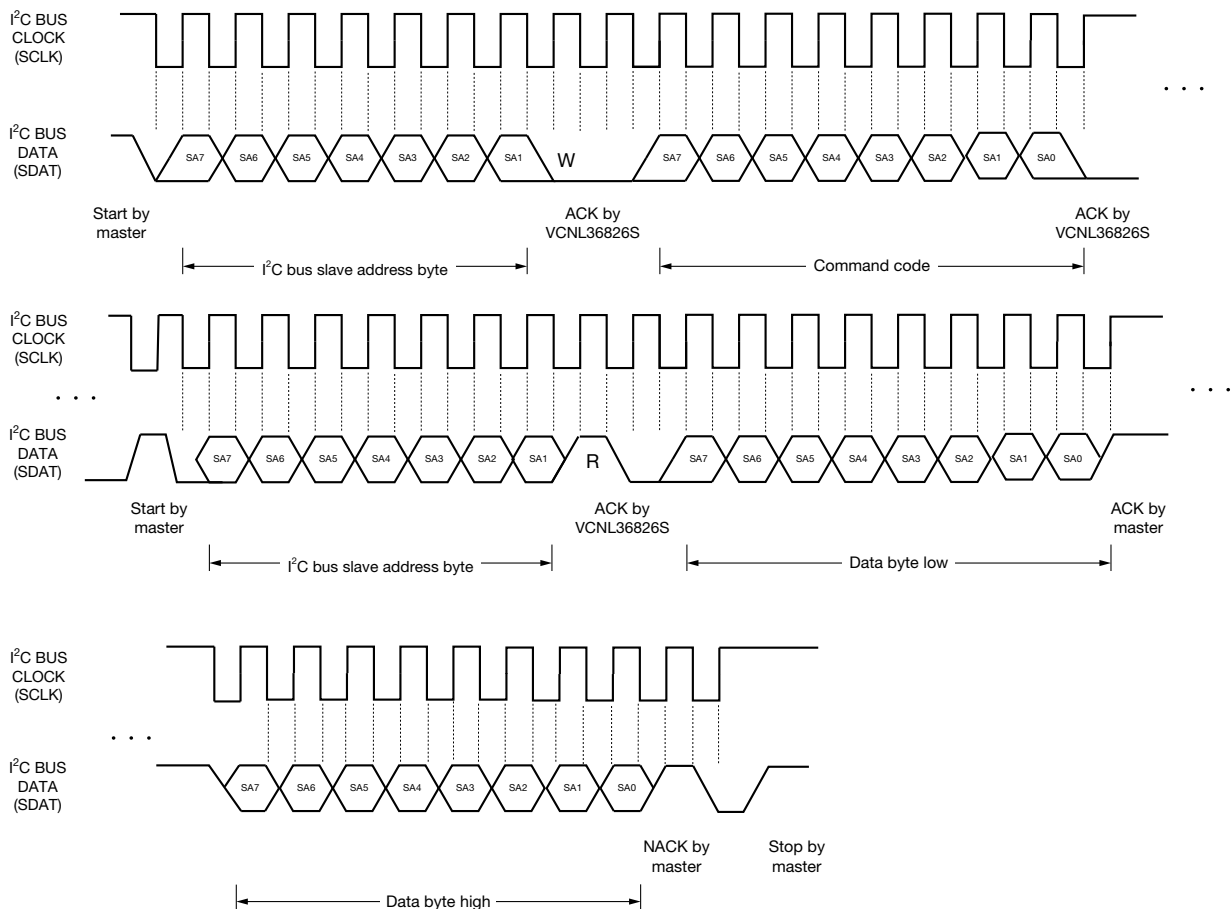 I²C BUS
CLOCK
(SCLK)
. . .
I²C BUS
DATA
(SDAT)
SA7 SA6 SA5 SA4 SA3 SA2 SA1 W SA7 SA6 SA5 SA4 SA3 SA2 SA1 SA0
Start by
master
ACK by
VCNL36826S
ACK by
VCNL36826S
I²C bus slave address byte
Command code
I²C BUS
CLOCK
(SCLK)
. . .
. . .
I²C BUS
DATA
(SDAT)
SA7 SA6 SA5 SA4 SA3 SA2 SA1 R SA7 SA6 SA5 SA4 SA3 SA2 SA1 SA0
Start by
master
ACK by
VCNL36826S
ACK by
master
I²C bus slave address byte
Data byte low
I²C BUS
CLOCK
(SCLK)
. . .
I²C BUS
DATA
(SDAT)
SA7 SA6 SA5 SA4 SA3 SA2 SA1 SA0
NACK by
master
Stop by
master
Data byte high